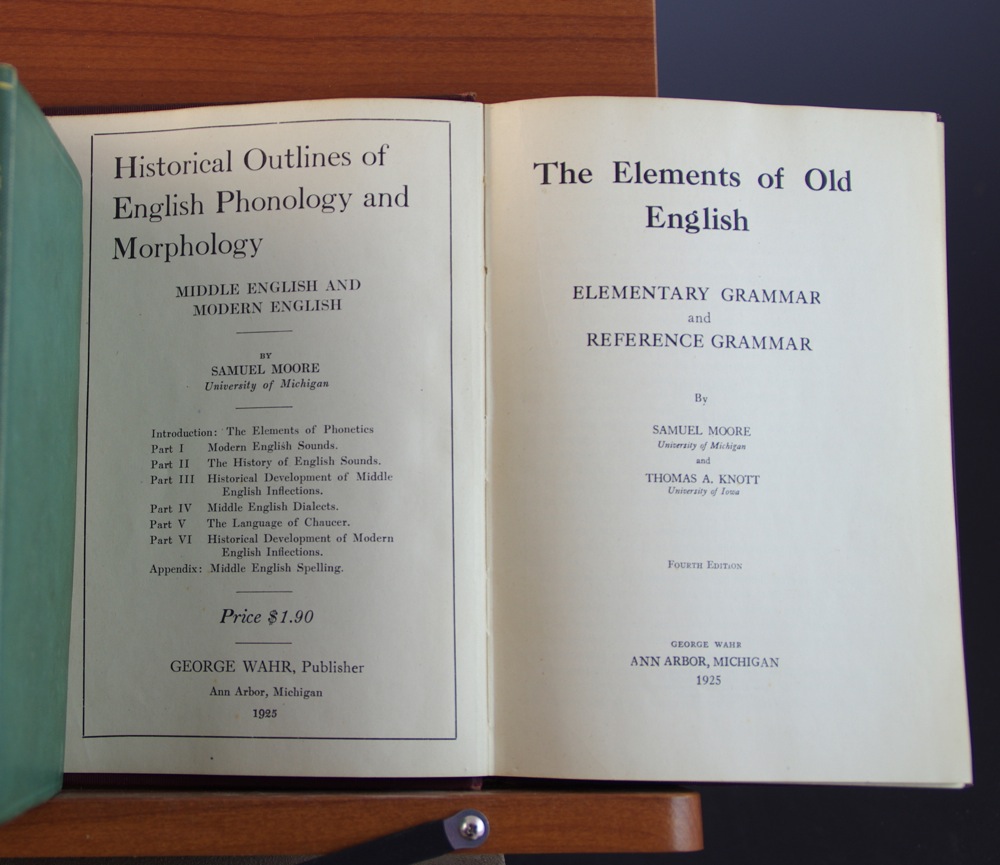 Historical Outlines of
English Phonology and
Morphology
MIDDLE ENGLISH AND
MODERN ENGLISH
BY
SAMUEL MOORE
University of Michigan
Introduction: The Elements of Phonetics
Part I Modern English Sounds.
Part II The History of English Sounds.
Part III Historical Development of Middle
English Inflections.
Part IV Middle English Dialects.
Part V The Language of Chaucer.
Part VI Historical Development of Modern
English Inflections.
Appendix: Middle English Spelling.
Price $1.90
GEORGE WAHR, Publisher
Ann Arbor, Michigan
1925
The Elements of Old
English
ELEMENTARY GRAMMAR
and
REFERENCE GRAMMAR
By
SAMUEL MOORE
University of Michigan
and
THOMAS A. KNOTT
University of Iowa
FOURTH EDITION
GEORGE WAHR
ANN ARBOR, MICHIGAN
1925